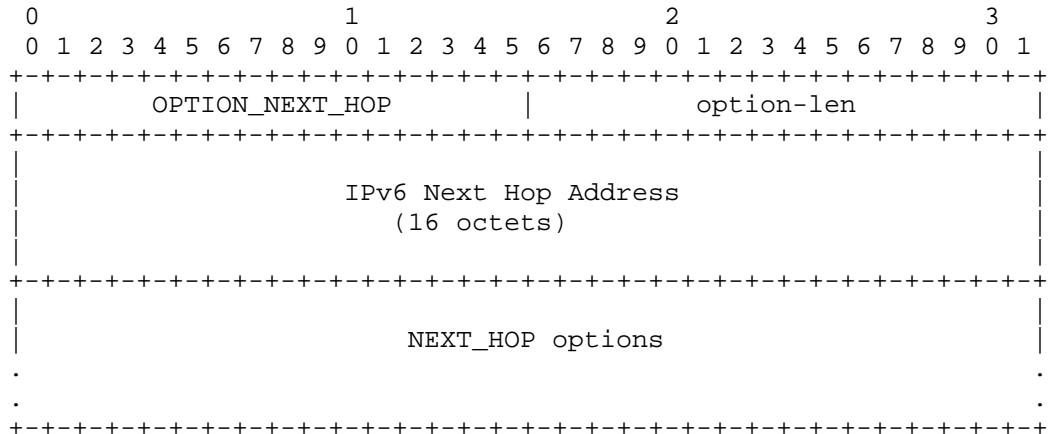 0                   1                   2                   3
 0 1 2 3 4 5 6 7 8 9 0 1 2 3 4 5 6 7 8 9 0 1 2 3 4 5 6 7 8 9 0 1
+-+-+-+-+-+-+-+-+-+-+-+-+-+-+-+-+-+-+-+-+-+-+-+-+-+-+-+-+-+-+-+-+
|        OPTION_NEXT_HOP        |          option-len           |
+-+-+-+-+-+-+-+-+-+-+-+-+-+-+-+-+-+-+-+-+-+-+-+-+-+-+-+-+-+-+-+-+
|                                                               |
|                    IPv6 Next Hop Address                      |
|                       (16 octets)                             |
|                                                               |
+-+-+-+-+-+-+-+-+-+-+-+-+-+-+-+-+-+-+-+-+-+-+-+-+-+-+-+-+-+-+-+-+
|                                                               |
|                        NEXT_HOP options                       |
.                                                               .
.                                                               .
+-+-+-+-+-+-+-+-+-+-+-+-+-+-+-+-+-+-+-+-+-+-+-+-+-+-+-+-+-+-+-+-+